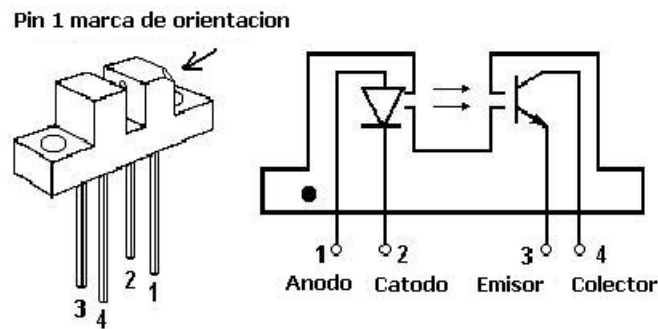 Pin 1 marca de orientacion
1 2 3 4
Anodo Catodo Emisor Colector
2 1
3
4